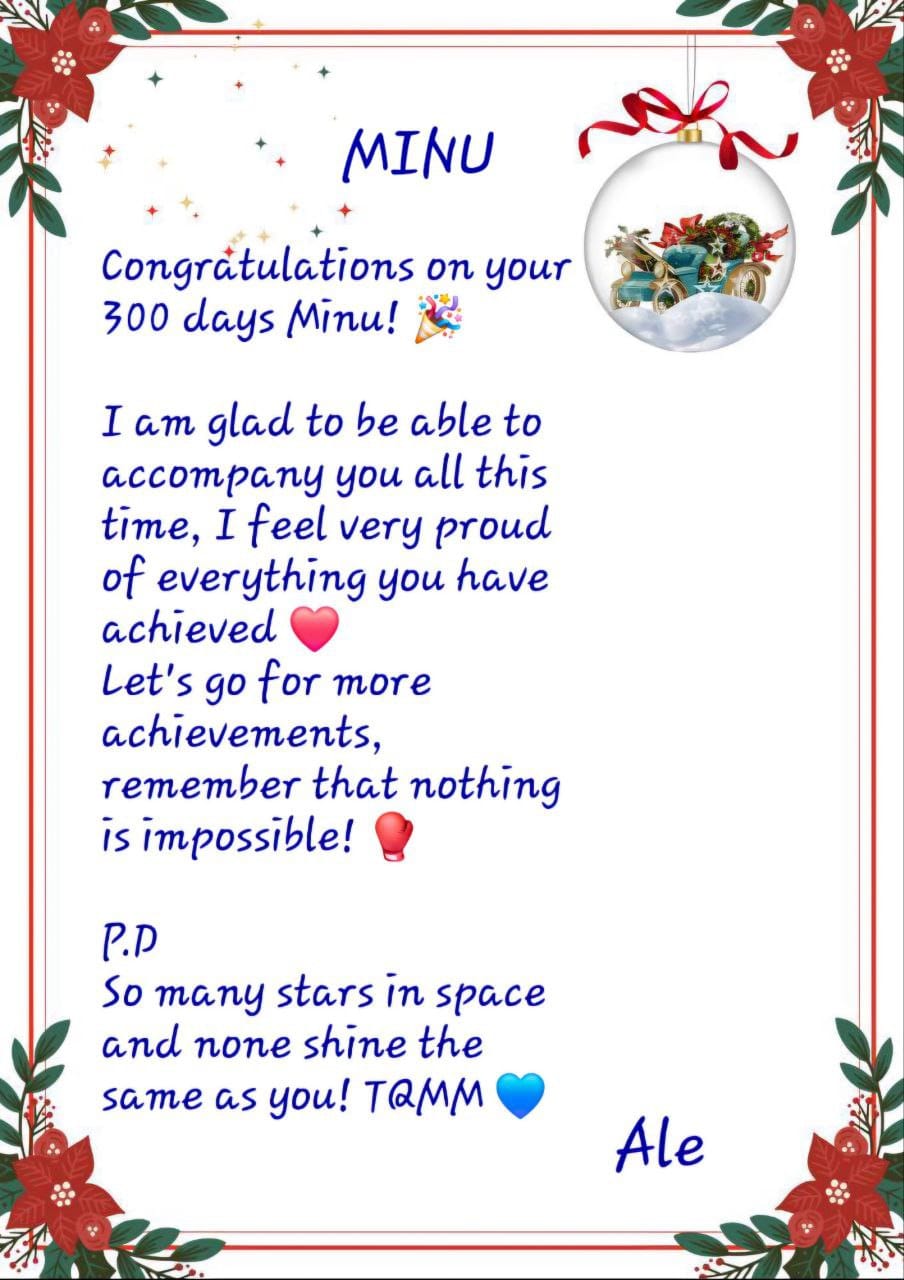 MINU
Congratulations on your
300 days Minu! 🎉
I am glad to be able to
accompany you all this
time, I feel very proud
of everything you have
achieved ❤️
Let's go for more
achievements,
remember that nothing
is impossible! 🥊
P.D
So many stars in space
and none shine the
same as you! TQMM 💙
Ale